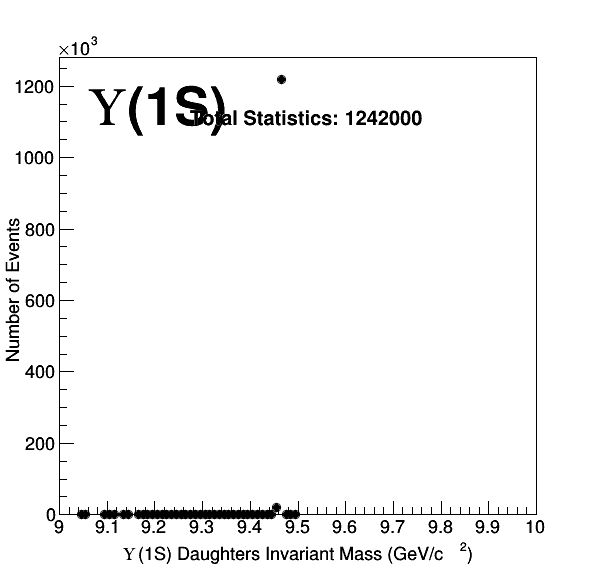 ×10³
1200
1000
800
600
400
200
0
Number of Events
ϒ(1S)
Total Statistics: 1242000
9 9.1 9.2 9.3 9.4 9.5 9.6 9.7 9.8 9.9 10
ϒ(1S) Daughters Invariant Mass (GeV/c ²)